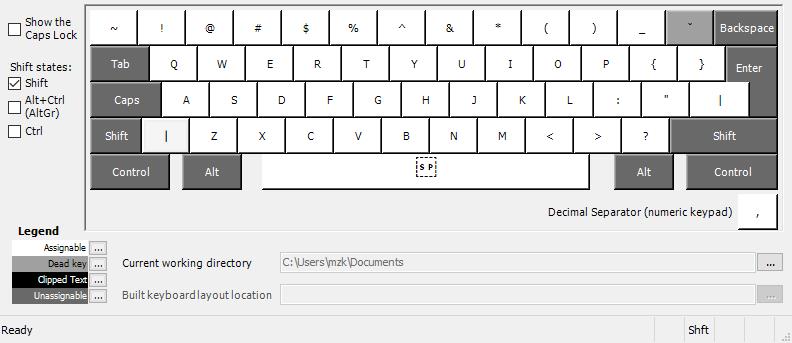 Show the
Caps Lock
Shift states:
Shift
Alt+Ctrl
(AltGr)
Ctrl
~ ! @ # $ % ^ & * ( ) _ ˇ Backspace
Tab Q W E R T Y U I O P { } Enter
Caps A S D F G H J K L : " |
Shift | Z X C V B N M < > ? Shift
Control Alt SP Alt Control
Decimal Separator (numeric keypad) ,
Legend
Assignable ...
Dead key ...
Clipped Text ...
Unassignable ...
Current working directory C:\Users\mzk\Documents ...
Built keyboard layout location ...
Ready Shft